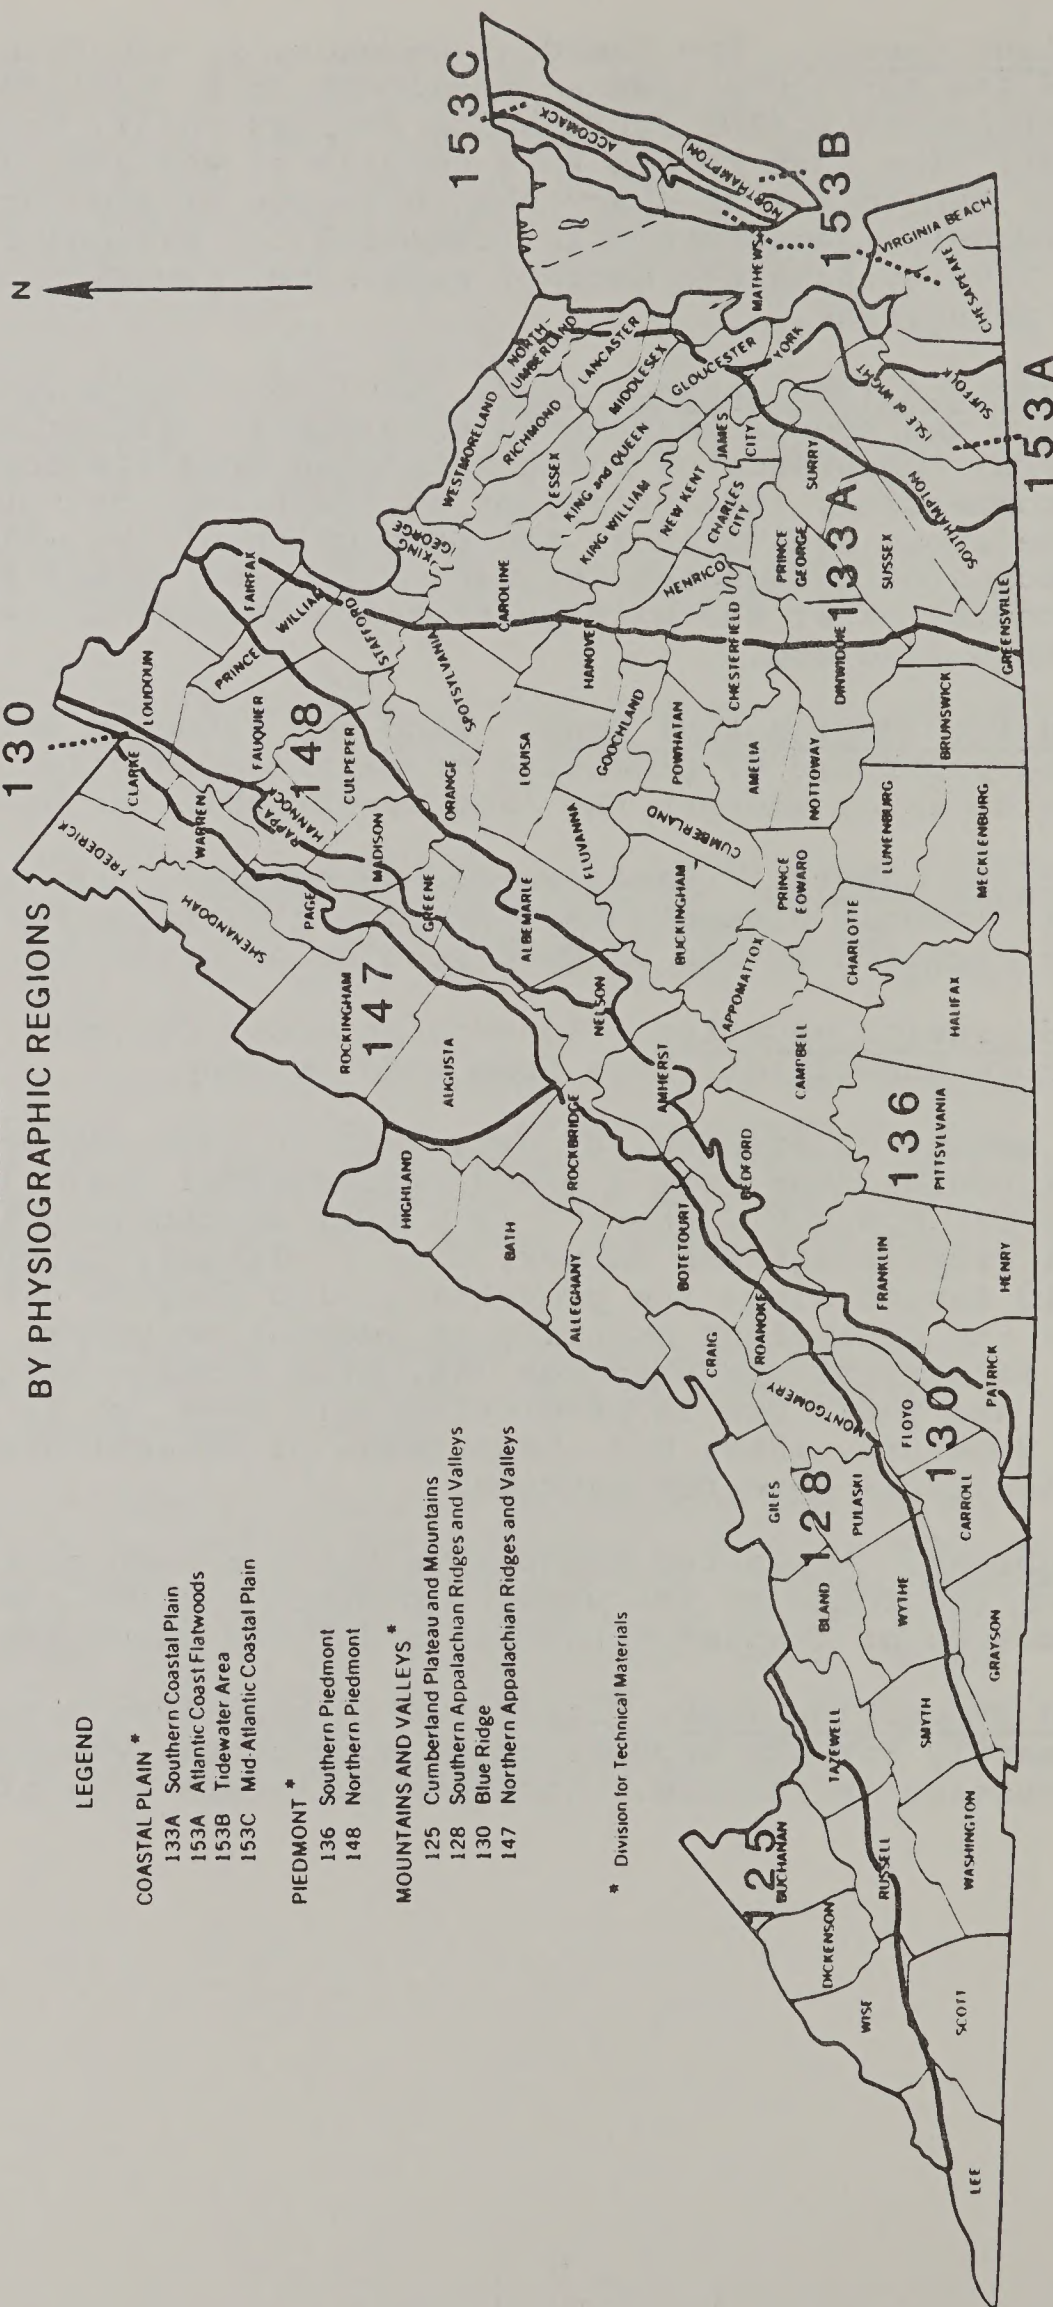 BY PHYSIOGRAPHIC REGIONS
N
LEGEND
COASTAL PLAIN *
133A Southern Coastal Plain
153A Atlantic Coast Flatwoods
153B Tidewater Area
153C Mid-Atlantic Coastal Plain
PIEDMONT *
136 Southern Piedmont
148 Northern Piedmont
MOUNTAINS AND VALLEYS *
125 Cumberland Plateau and Mountains
128 Southern Appalachian Ridges and Valleys
130 Blue Ridge
147 Northern Appalachian Ridges and Valleys
* Division for Technical Materials
130
FREDERICK
CLARKE
LOUDOUN
SHENANDOAH
WARREN
FAUQUIER
PRINCE
WILLIAM
FAIRFAX
148
RAPPA
HANNOCK
PAGE
CULPEPER
STAFFORD
KING
GEORGE
ROCKINGHAM
147
MADISON
GREENE
ORANGE
SPOTSYLVANIA
CAROLINE
WESTMORELAND
NORTH-
UMBERLAND
RICHMOND
LANCASTER
ESSEX
MIDDLESEX
153C
ACCOMACK
NORTHAMPTON
153B
HIGHLAND
AUGUSTA
ALBEMARLE
LOUISA
HANOVER
KING and QUEEN
KING WILLIAM
GLOUCESTER
MATHEWS
BATH
ROCKBRIDGE
NELSON
FLUVANNA
GOOCHLAND
HENRICO
NEW KENT
CHARLES
CITY
JAMES
CITY
YORK
ALLEGHANY
AMHERST
BUCKINGHAM
CUMBERLAND
POWHATAN
CHESTERFIELD
PRINCE
GEORGE
SURRY
BOTETOURT
BEDFORD
APPOMATTOX
CAMPBELL
PRINCE
EDWARD
AMELIA
NOTTOWAY
DINWIDDIE
133A
SUSSEX
ISLE of WIGHT
VIRGINIA BEACH
CHESAPEAKE
CRAIG
ROANOKE
MONTGOMERY
FRANKLIN
136
PITTSYLVANIA
CHARLOTTE
LUNENBURG
BRUNSWICK
GREENSVILLE
SOUTHAMPTON
SUFFOLK
153A
GILES
128
PULASKI
FLOYO
130
PATRICK
HENRY
HALIFAX
MECKLENBURG
BLAND
WYTHE
CARROLL
GRAYSON
TAZEWELL
SMYTH
125
BUCHANAN
DICKENSON
RUSSELL
WASHINGTON
WISE
SCOTT
LEE